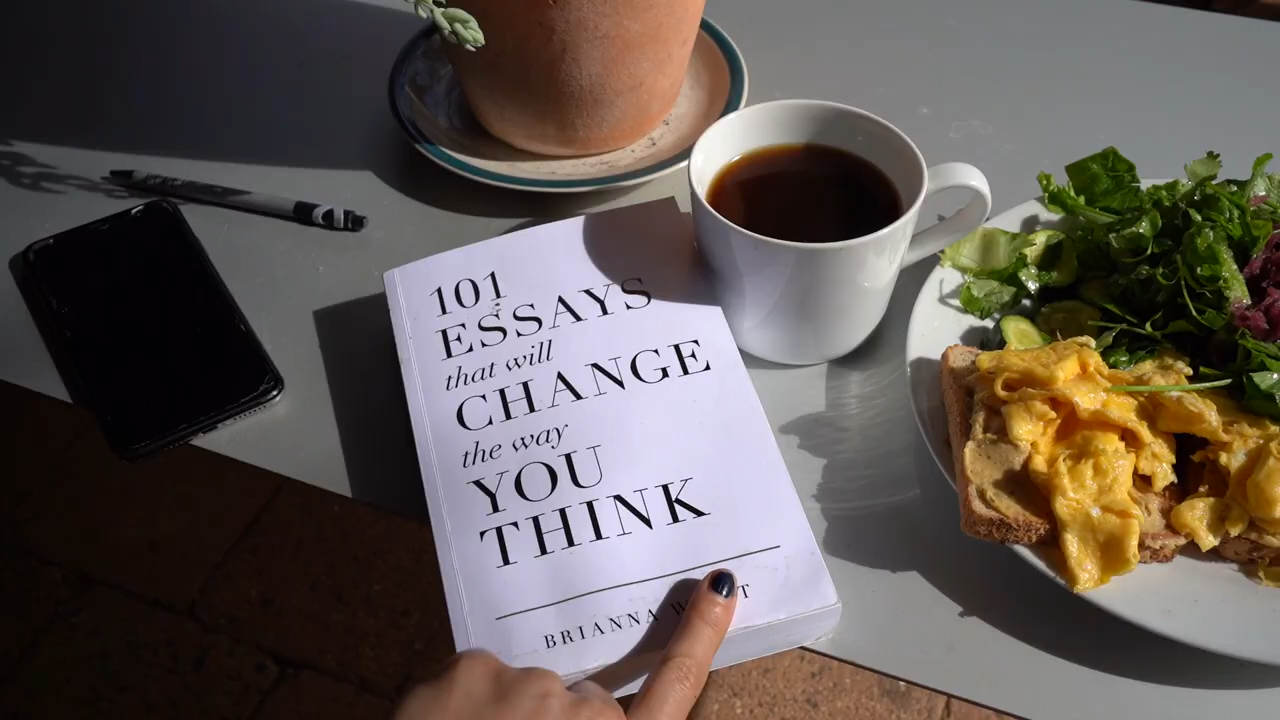 101
ESSAYS
that will
CHANGE
the way
YOU
THINK
BRIANNA